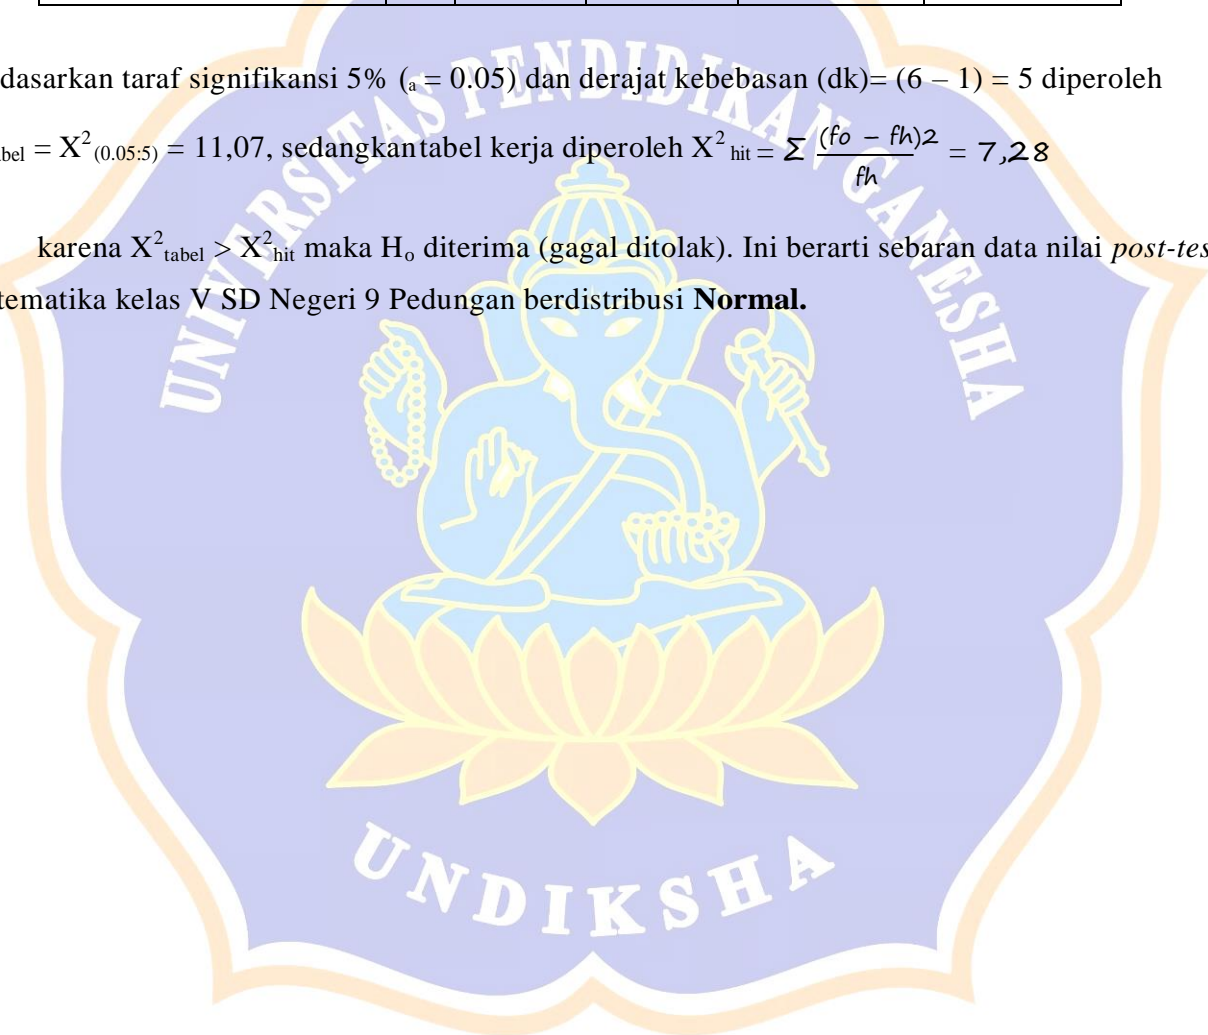 dasarkan taraf signifikansi 5% (a = 0.05) dan derajat kebebasan (dk)= (6 – 1) = 5 diperoleh
abel = X²(0.05:5) = 11,07, sedangkantabel kerja diperoleh X² hit = Σ (fo − fh)2 / fh = 7,28
karena X²tabel > X²hit maka Ho diterima (gagal ditolak). Ini berarti sebaran data nilai post-tes
tematika kelas V SD Negeri 9 Pedungan berdistribusi Normal.
UNIVERSITAS PENDIDIKAN GANESHA
UNDIKSHA